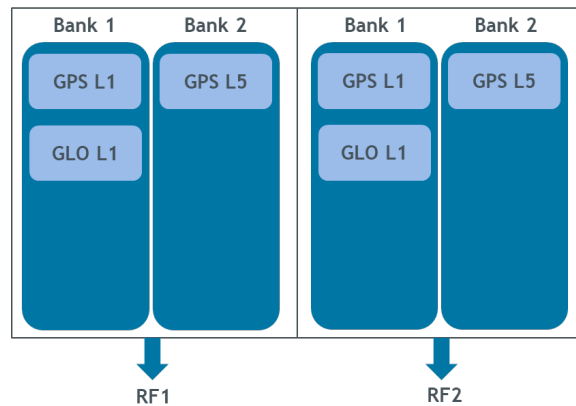 Bank 1 Bank 2 Bank 1 Bank 2
GPS L1 GPS L5 GPS L1 GPS L5
GLO L1 GLO L1
RF1 RF2